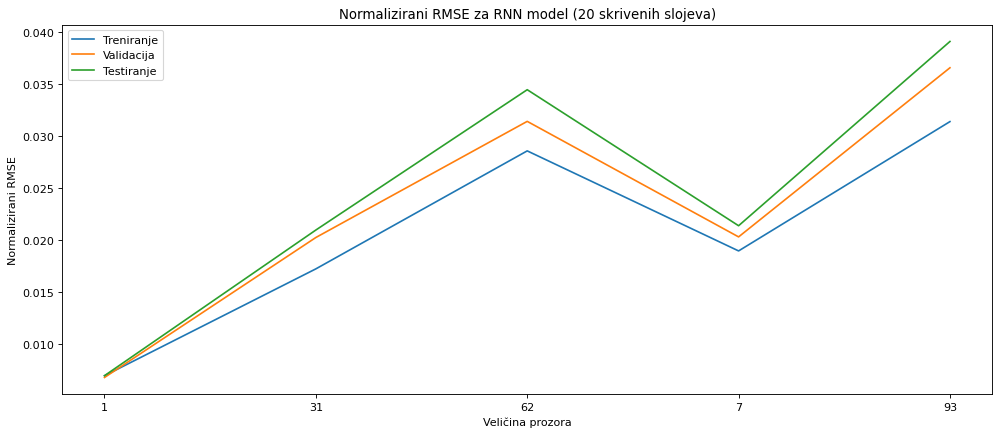 Normalizirani RMSE za RNN model (20 skrivenih slojeva)
Treniranje
Validacija
Testiranje
Normalizirani RMSE
0.040
0.035
0.030
0.025
0.020
0.015
0.010
1 31 62 7 93
Veličina prozora